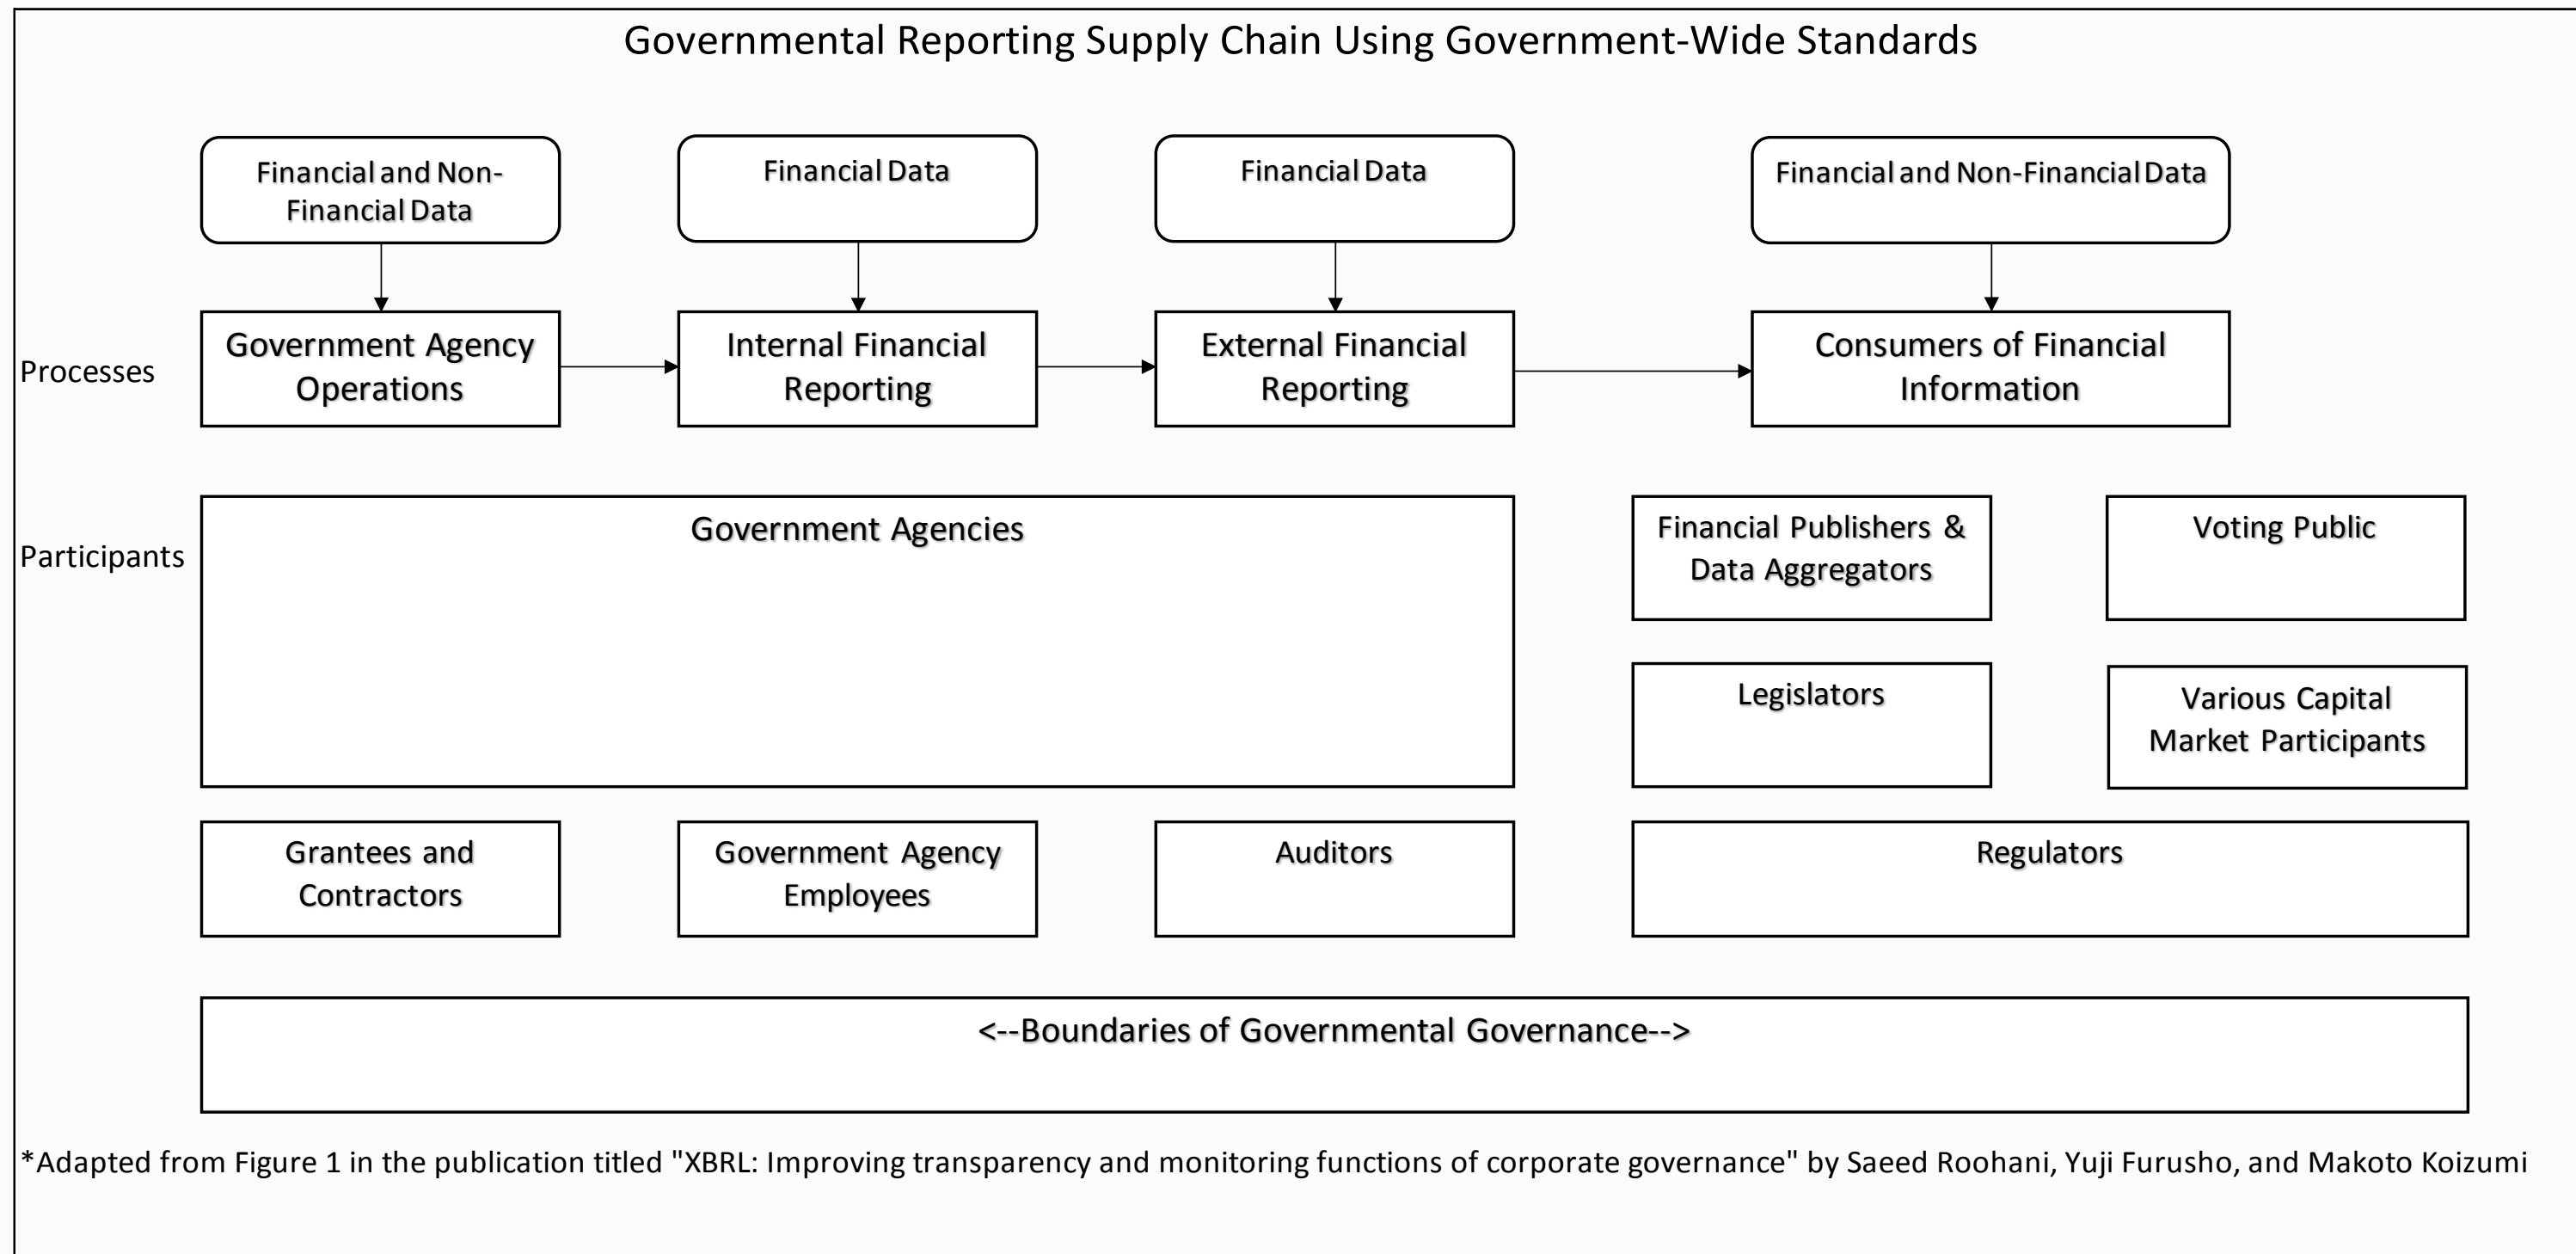 Governmental Reporting Supply Chain Using Government-Wide Standards
Financial and Non-
Financial Data
Financial Data
Financial Data
Financial and Non-Financial Data
Processes
Government Agency
Operations
Internal Financial
Reporting
External Financial
Reporting
Consumers of Financial
Information
Participants
Government Agencies
Financial Publishers &
Data Aggregators
Voting Public
Legislators
Various Capital
Market Participants
Grantees and
Contractors
Government Agency
Employees
Auditors
Regulators
<--Boundaries of Governmental Governance-->
*Adapted from Figure 1 in the publication titled "XBRL: Improving transparency and monitoring functions of corporate governance" by Saeed Roohani, Yuji Furusho, and Makoto Koizumi